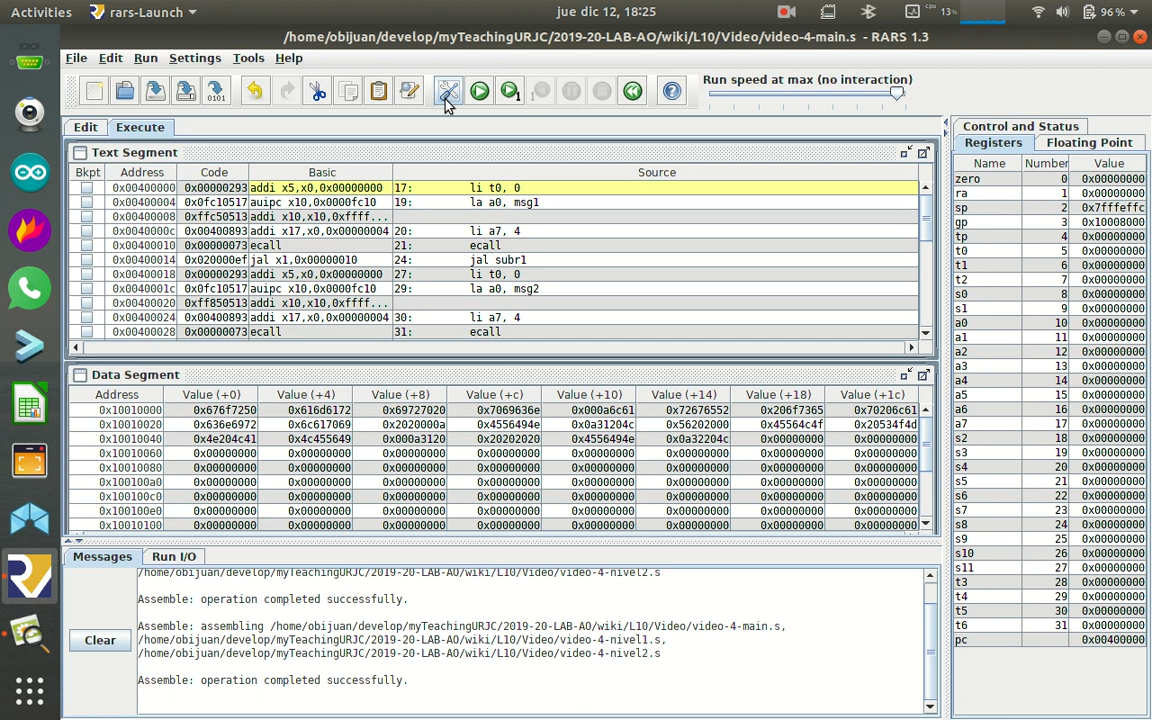 Activities rars-Launch jue dic 12, 18:25 cpu 13% 96%
/home/obijuan/develop/myTeachingURJC/2019-20-LAB-AO/wiki/L10/Video/video-4-main.s - RARS 1.3
File Edit Run Settings Tools Help
Run speed at max (no interaction)
Edit Execute
Text Segment
Bkpt Address Code Basic Source
0x00400000 0x00000293 addi x5,x0,0x00000000 17: li t0, 0
0x00400004 0x0fc10517 auipc x10,0x0000fc10 19: la a0, msg1
0x00400008 0xffc50513 addi x10,x10,0xffff...
0x0040000c 0x00400893 addi x17,x0,0x00000004 20: li a7, 4
0x00400010 0x00000073 ecall 21: ecall
0x00400014 0x020000ef jal x1,0x00000010 24: jal subr1
0x00400018 0x00000293 addi x5,x0,0x00000000 27: li t0, 0
0x0040001c 0x0fc10517 auipc x10,0x0000fc10 29: la a0, msg2
0x00400020 0xff850513 addi x10,x10,0xffff...
0x00400024 0x00400893 addi x17,x0,0x00000004 30: li a7, 4
0x00400028 0x00000073 ecall 31: ecall
Data Segment
Address Value (+0) Value (+4) Value (+8) Value (+c) Value (+10) Value (+14) Value (+18) Value (+1c)
0x10010000 0x676f7250 0x616d6172 0x69727020 0x7069636e 0x000a6c61 0x72676552 0x206f7365 0x70206c61
0x10010020 0x636e6972 0x6c617069 0x2020000a 0x4556494e 0x0a31204c 0x56202000 0x45564c4f 0x20534f4d
0x10010040 0x4e204c41 0x4c455649 0x000a3120 0x20202020 0x4556494e 0x0a32204c 0x00000000 0x00000000
0x10010060 0x00000000 0x00000000 0x00000000 0x00000000 0x00000000 0x00000000 0x00000000 0x00000000
0x10010080 0x00000000 0x00000000 0x00000000 0x00000000 0x00000000 0x00000000 0x00000000 0x00000000
0x100100a0 0x00000000 0x00000000 0x00000000 0x00000000 0x00000000 0x00000000 0x00000000 0x00000000
0x100100c0 0x00000000 0x00000000 0x00000000 0x00000000 0x00000000 0x00000000 0x00000000 0x00000000
0x100100e0 0x00000000 0x00000000 0x00000000 0x00000000 0x00000000 0x00000000 0x00000000 0x00000000
0x10010100 0x00000000 0x00000000 0x00000000 0x00000000 0x00000000 0x00000000 0x00000000 0x00000000
Messages Run I/O
/home/obijuan/develop/myTeachingURJC/2019-20-LAB-AO/wiki/L10/Video/video-4-nivel2.s
Assemble: operation completed successfully.
Assemble: assembling /home/obijuan/develop/myTeachingURJC/2019-20-LAB-AO/wiki/L10/Video/video-4-main.s,
/home/obijuan/develop/myTeachingURJC/2019-20-LAB-AO/wiki/L10/Video/video-4-nivel1.s,
/home/obijuan/develop/myTeachingURJC/2019-20-LAB-AO/wiki/L10/Video/video-4-nivel2.s
Assemble: operation completed successfully.
Clear
Control and Status
Registers Floating Point
Name Number Value
zero 0 0x00000000
ra 1 0x00000000
sp 2 0x7fffeffc
gp 3 0x10008000
tp 4 0x00000000
t0 5 0x00000000
t1 6 0x00000000
t2 7 0x00000000
s0 8 0x00000000
s1 9 0x00000000
a0 10 0x00000000
a1 11 0x00000000
a2 12 0x00000000
a3 13 0x00000000
a4 14 0x00000000
a5 15 0x00000000
a6 16 0x00000000
a7 17 0x00000000
s2 18 0x00000000
s3 19 0x00000000
s4 20 0x00000000
s5 21 0x00000000
s6 22 0x00000000
s7 23 0x00000000
s8 24 0x00000000
s9 25 0x00000000
s10 26 0x00000000
s11 27 0x00000000
t3 28 0x00000000
t4 29 0x00000000
t5 30 0x00000000
t6 31 0x00000000
pc 0x00400000